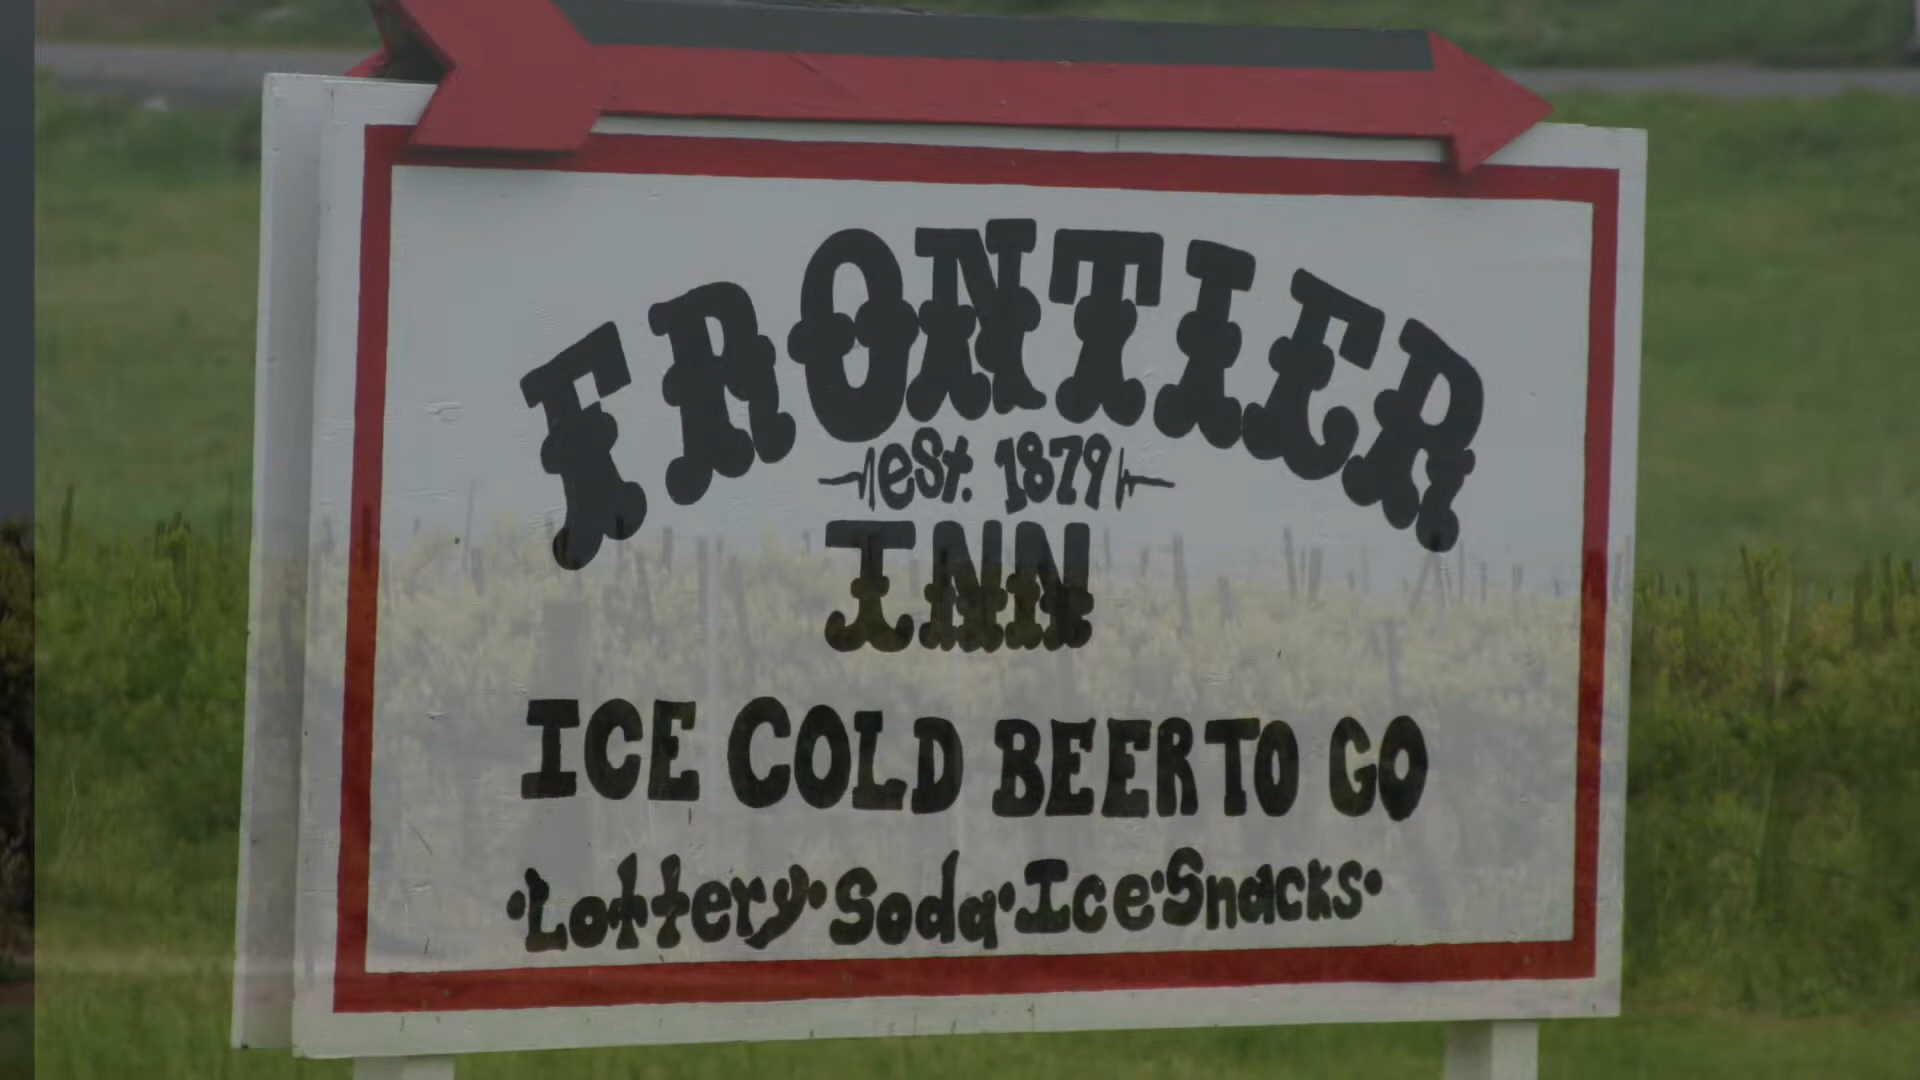 FRONTIER
est. 1879
INN
ICE COLD BEER TO GO
·Lottery·Soda·Ice·Snacks·